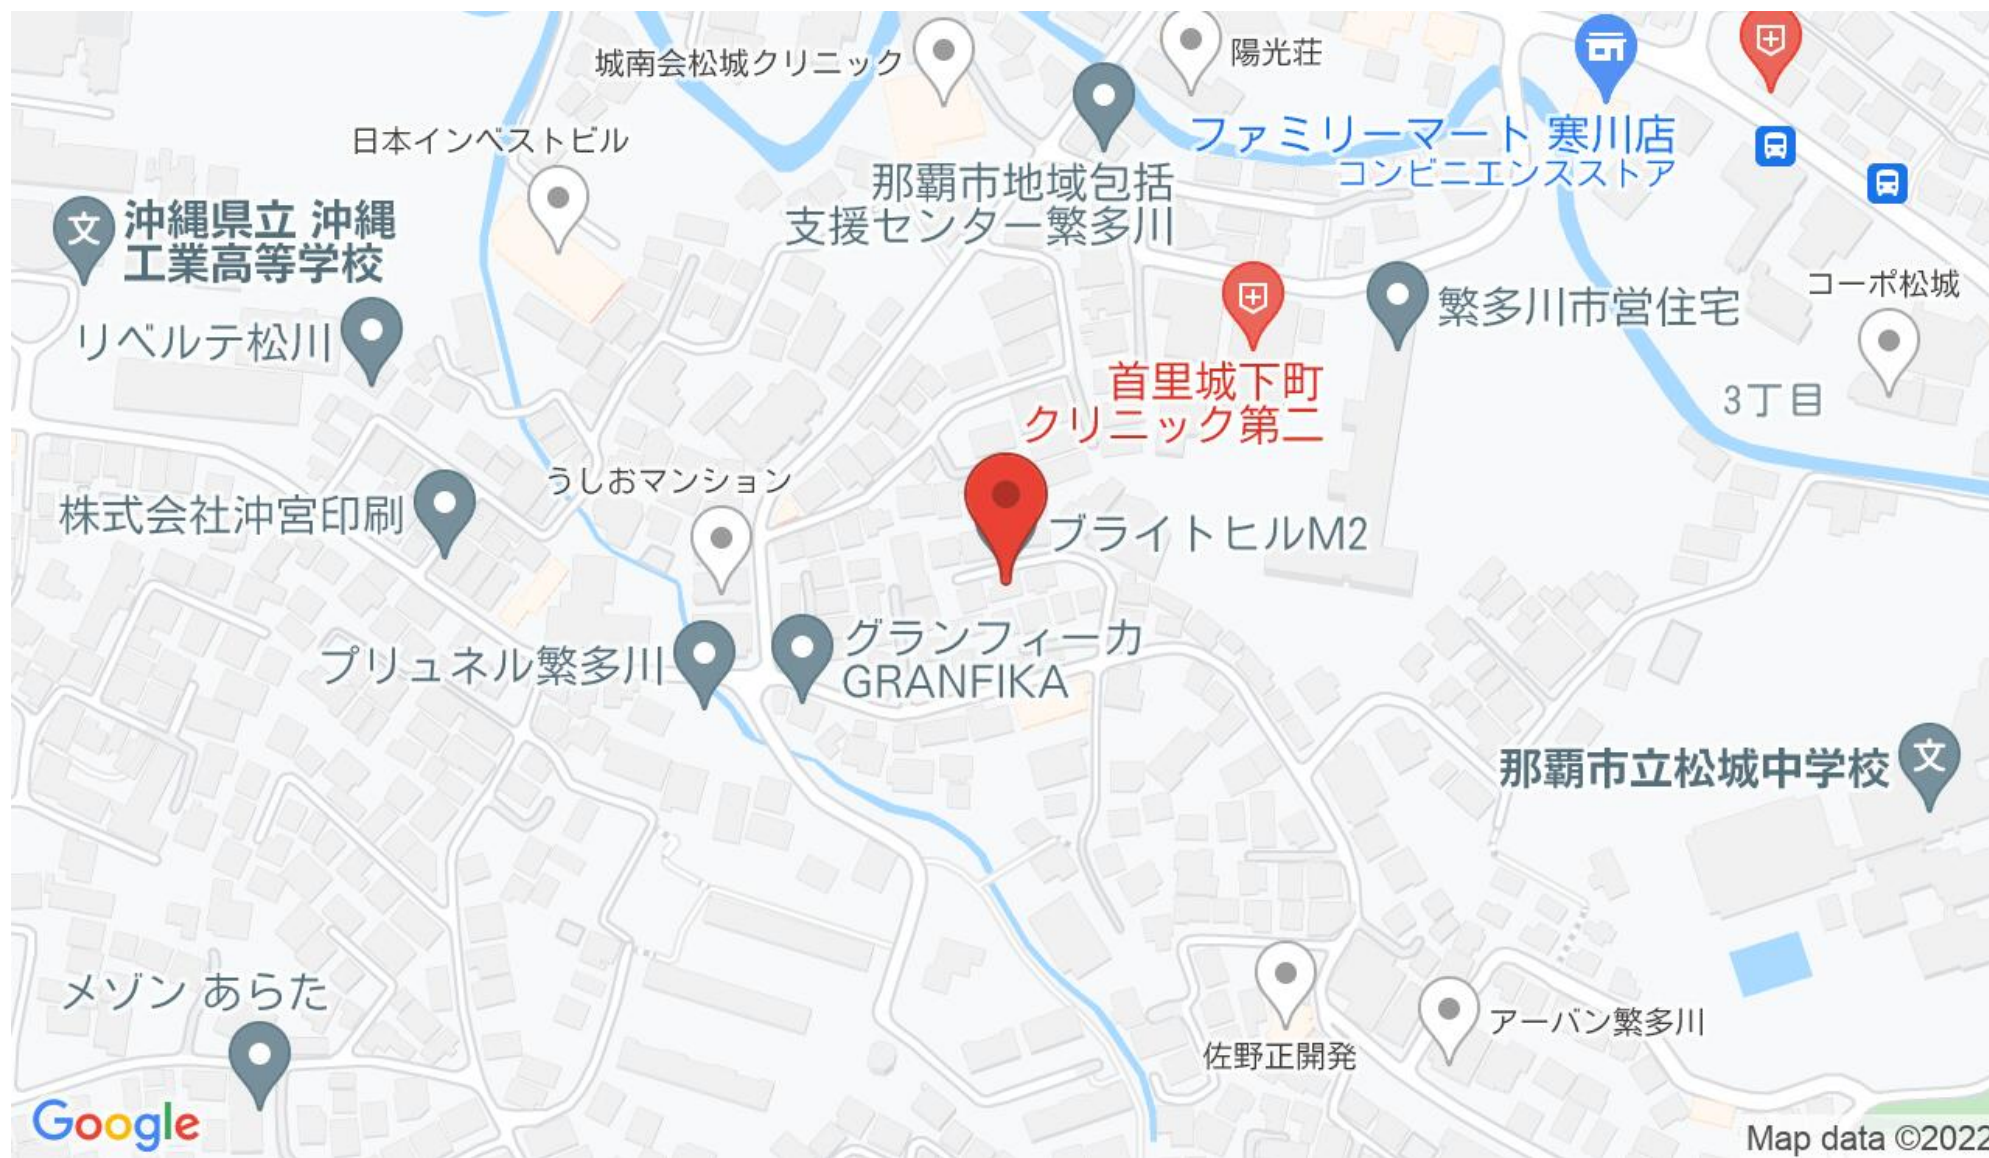 城南会松城クリニック
陽光荘
日本インベストビル
ファミリーマート 寒川店
コンビニエンスストア
那覇市地域包括
支援センター繁多川
沖縄県立 沖縄
工業高等学校
コーポ松城
繁多川市営住宅
リベルテ松川
首里城下町
クリニック第二
3丁目
うしおマンション
株式会社沖宮印刷
ブライトヒルM2
グランフィーカ
GRANFIKA
プリュネル繁多川
那覇市立松城中学校
メゾン あらた
アーバン繁多川
佐野正開発
Google
Map data ©2022
文
文